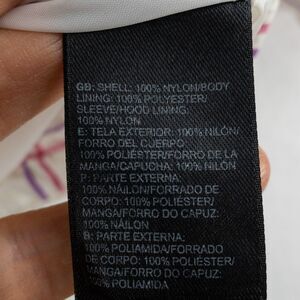 GB: SHELL: 100% NYLON/BODY
LINING: 100% POLYESTER/
SLEEVE/HOOD LINING:
100% NYLON
E: TELA EXTERIOR: 100% NILÓN/
FORRO DEL CUERPO:
100% POLIÉSTER/FORRO DE LA
MANGA/CAPUCHA: 100% NILÓN
P: PARTE EXTERNA:
100% NÁILON/FORRADO DE
CORPO: 100% POLIÉSTER/
MANGA/FORRO DO CAPUZ:
100% NÁILON
B: PARTE EXTERNA:
100% POLIAMIDA/FORRADO
DE CORPO: 100% POLIÉSTER/
MANGA/FORRO DO CAPUZ:
100% POLIAMIDA